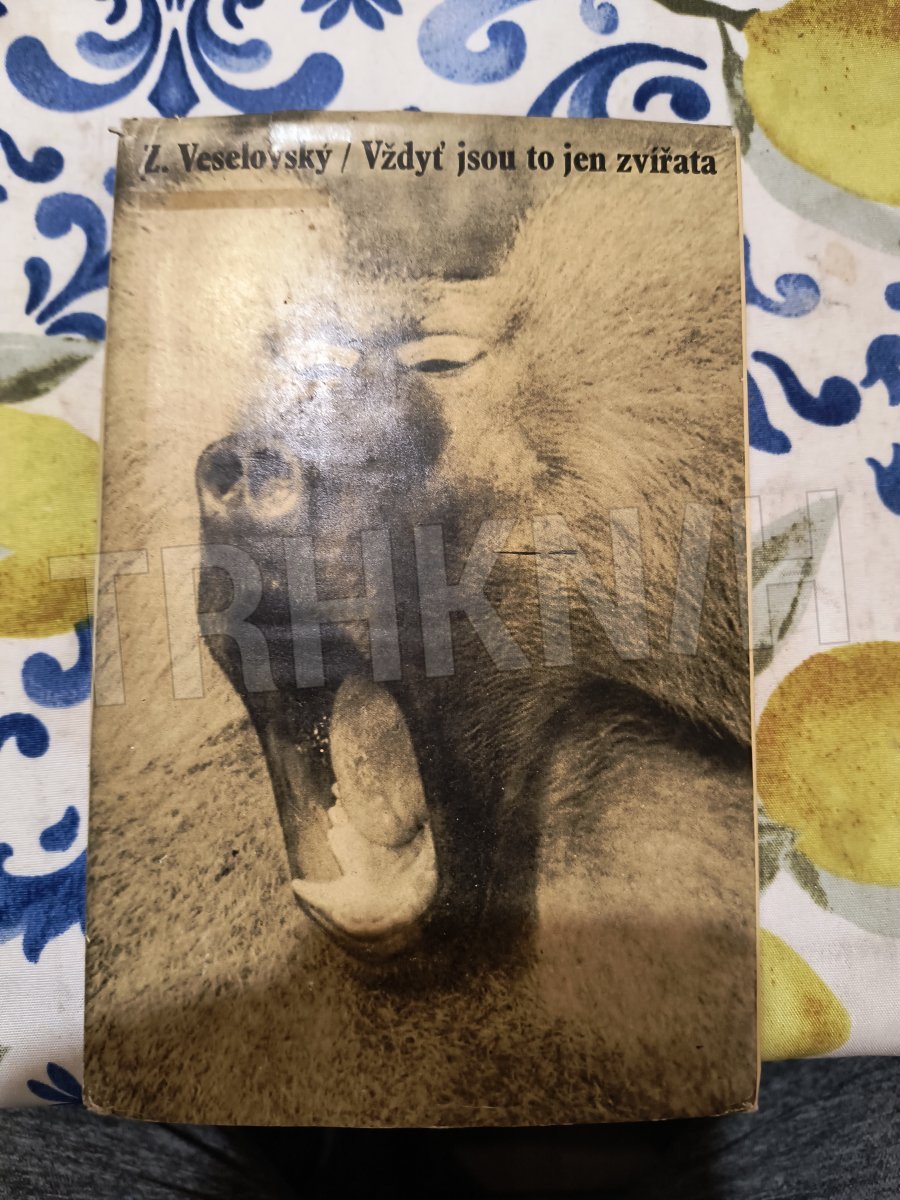 Z. Veselovský / Vždyť jsou to jen zvířata
TRHKNIH